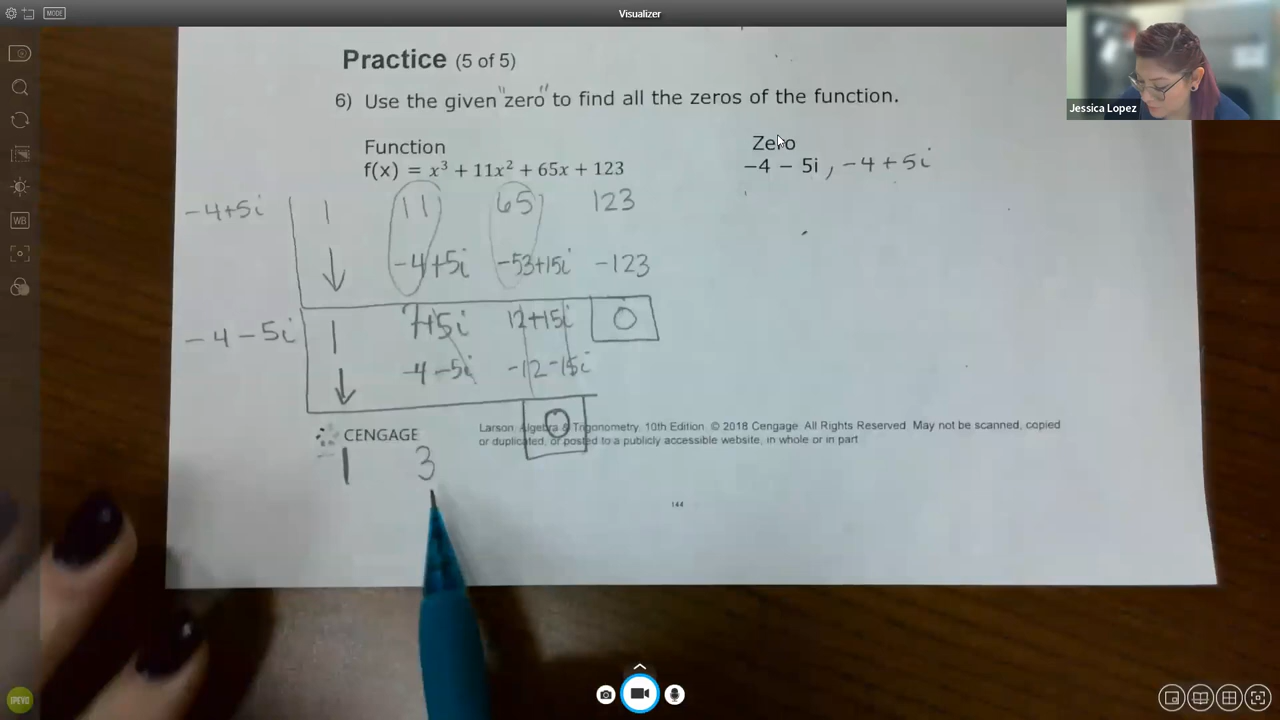 MODE
Visualizer
Practice (5 of 5)
6) Use the given "zero" to find all the zeros of the function.
Jessica Lopez
Function
Zero
f(x) = x³ + 11x² + 65x + 123
−4 − 5i , −4 + 5i
-4+5i 1 11 65 123
-4+5i -53+15i -123
-4-5i 1 7+5i 12+15i 0
-4-5i -12-15i
0
CENGAGE
Larson: Algebra & Trigonometry, 10th Edition. © 2018 Cengage. All Rights Reserved. May not be scanned, copied
or duplicated, or posted to a publicly accessible website, in whole or in part
1 3
144
WB
IPEVO